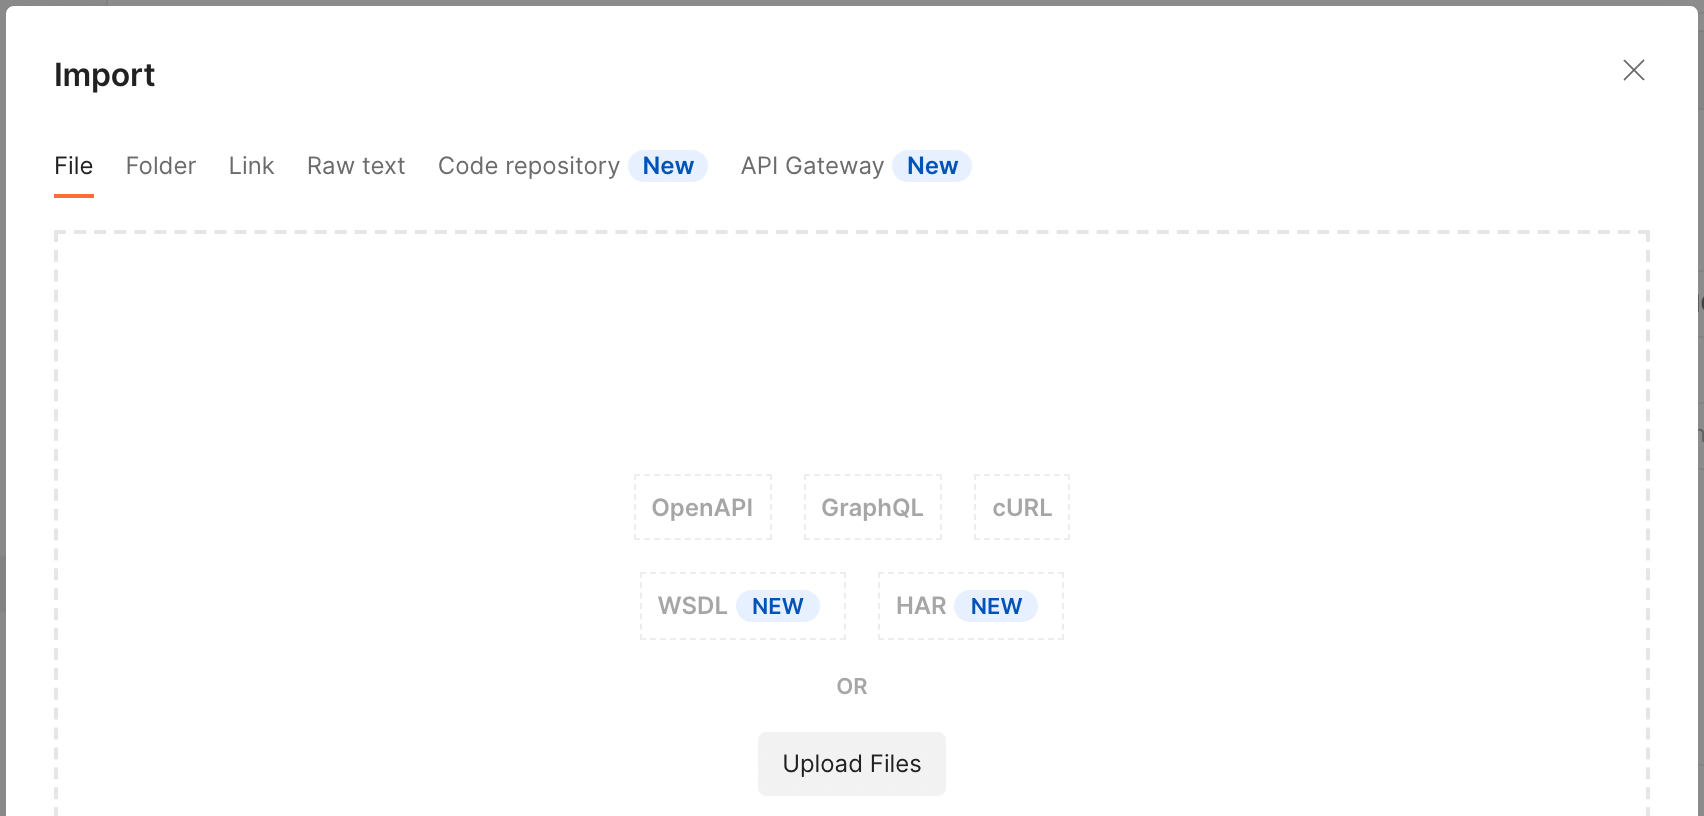 Import
File Folder Link Raw text Code repository New API Gateway New
OpenAPI GraphQL cURL
WSDL NEW HAR NEW
OR
Upload Files